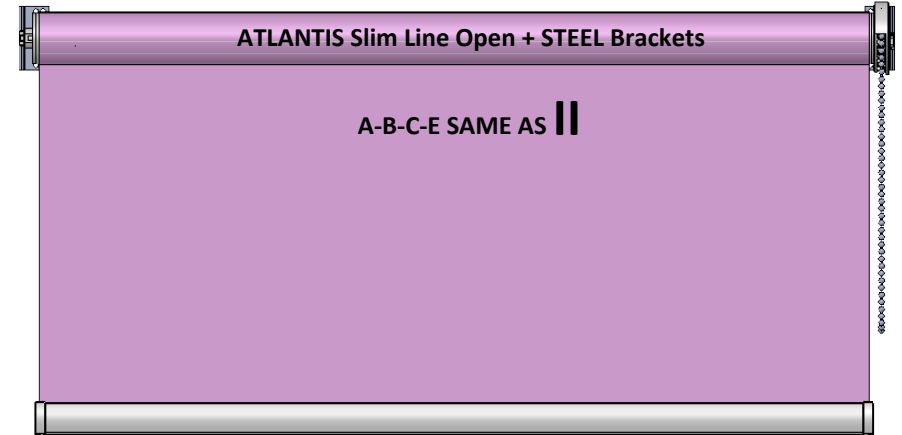 ATLANTIS Slim Line Open + STEEL Brackets
A-B-C-E SAME AS II